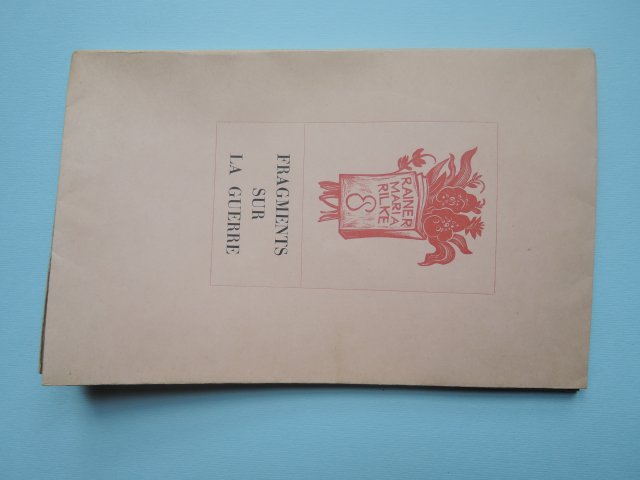 RAINER
MARIA
RILKE
8
FRAGMENTS
SUR
LA GUERRE